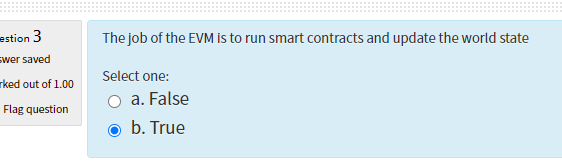 estion 3
swer saved
rked out of 1.00
Flag question
The job of the EVM is to run smart contracts and update the world state
Select one:
a. False
b. True